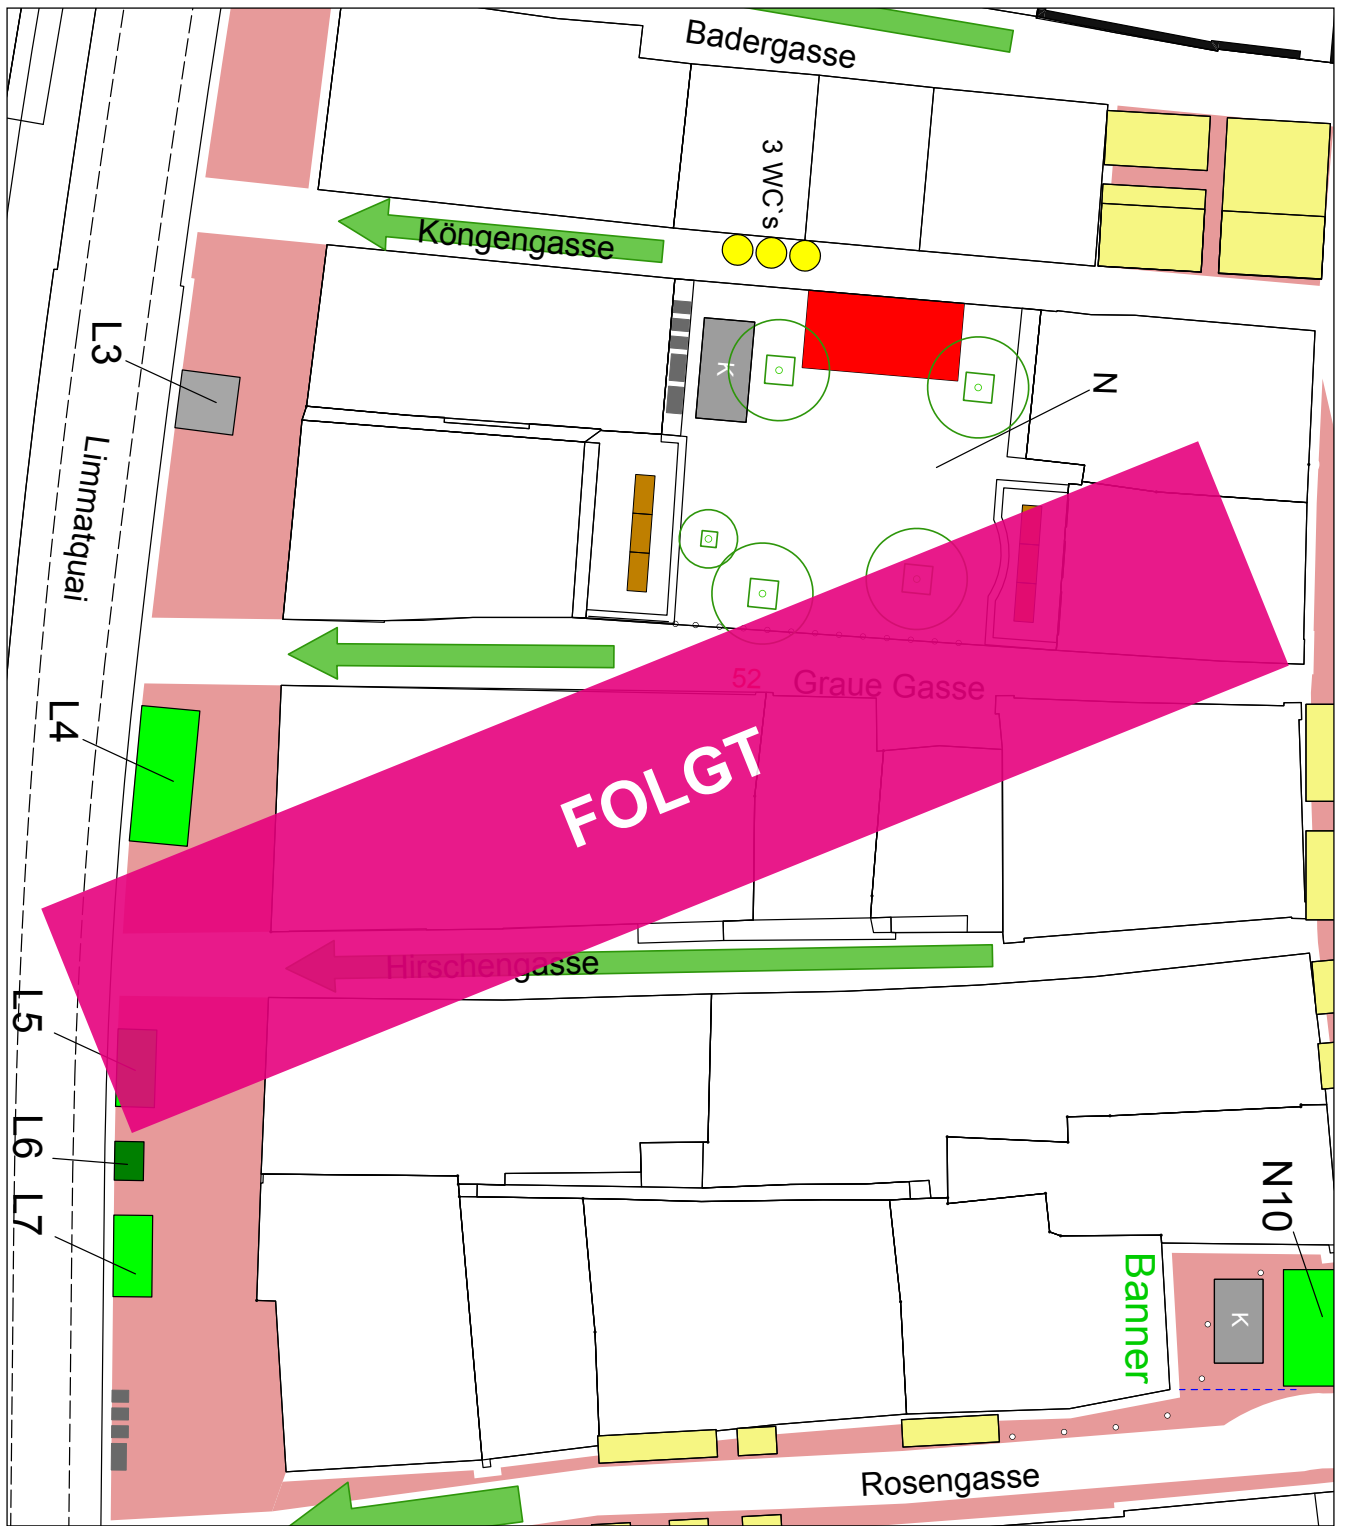 Badergasse
3 WC's
Köngengasse
L3
K
N
Limmatquai
52
Graue Gasse
L4
FOLGT
Hirschengasse
L5
L6
L7
N10
Banner
K
Rosengasse